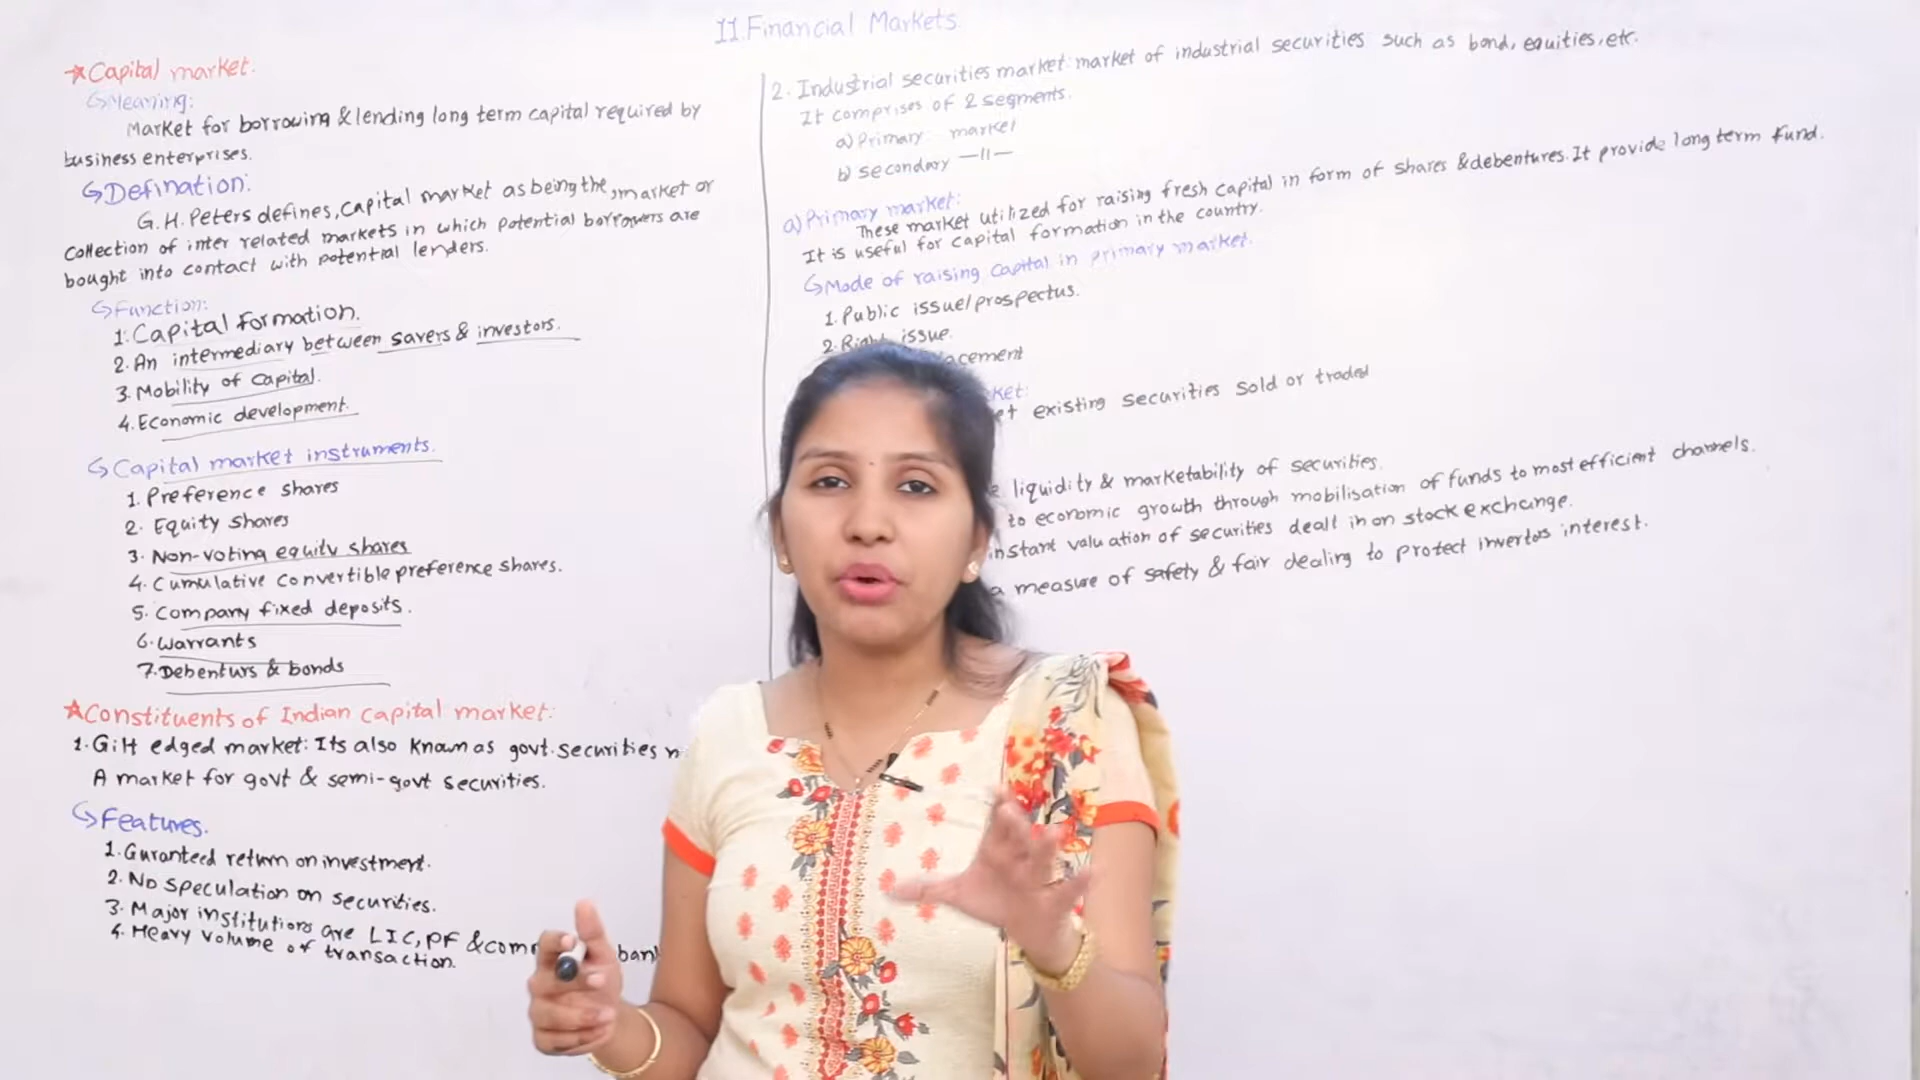 II. Financial Markets.
☆Capital market.
↳Meaning:
Market for borrowing & lending long term capital required by
business enterprises.
↳Defination:
G.H. Peters defines, capital market as being the market or
collection of inter related markets in which potential borrowers are
bought into contact with potential lenders.
↳Function:
1. Capital Formation.
2. An intermediary between savers & investors.
3. Mobility of Capital.
4. Economic development.
↳Capital market instruments.
1. Preference shares
2. Equity shares
3. Non-voting equity shares
4. Cumulative convertible preference shares.
5. Company fixed deposits.
6. Warrants
7. Debenturs & bonds
☆Constituents of Indian capital market:
1. Gilt edged market: Its also known as govt. securities
A market for govt & semi-govt securities.
↳Features.
1. Guranteed return on investment.
2. No speculation on securities.
3. Major institutions are LIC, PF &
4. Heavy volume of transaction.
2. Industrial securities market: market of industrial securities such as bond, equities, etc.
It comprises of 2 segments.
a) Primary market
b) secondary —11—
a) Primary market:
These market utilized for raising fresh capital in form of shares & debentures. It provide long term fund.
It is useful for capital formation in the country.
↳Mode of raising capital in primary market.
1. Public issue/prospectus.
2. Right issue.
existing securities sold or traded
liquidity & marketability of securities.
to economic growth through mobilisation of funds to most efficient channels.
instant valuation of securities dealt in on stock exchange.
a measure of safety & fair dealing to protect invertors interest.